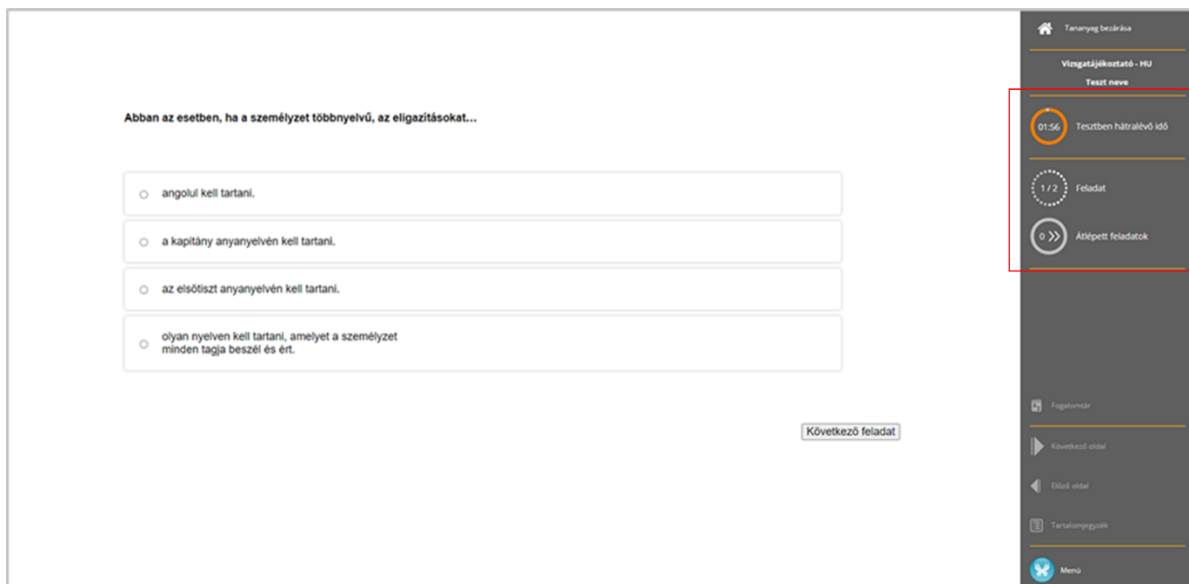 Abban az esetben, ha a személyzet többnyelvű, az eligazításokat...
angolul kell tartani.
a kapitány anyanyelvén kell tartani.
az elsőtiszt anyanyelvén kell tartani.
olyan nyelven kell tartani, amelyet a személyzet
minden tagja beszél és ért.
Következő feladat
Tananyag bezárása
Vizsgatájékoztató - HU
Teszt neve
01:56 Tesztben hátralévő idő
1 / 2 Feladat
0 Átlépett feladatok
Fogalomtár
Következő oldal
Előző oldal
Tartalomjegyzék
Menü